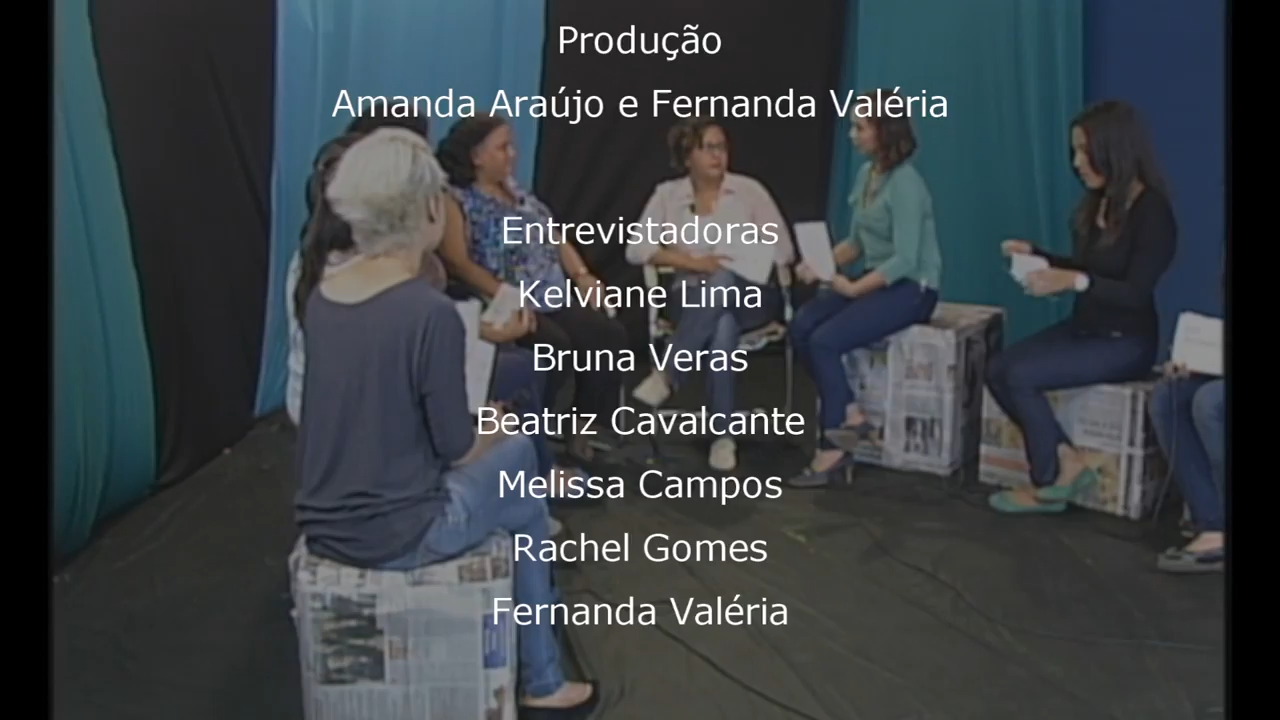 Produção
Amanda Araújo e Fernanda Valéria
Entrevistadoras
Kelviane Lima
Bruna Veras
Beatriz Cavalcante
Melissa Campos
Rachel Gomes
Fernanda Valéria